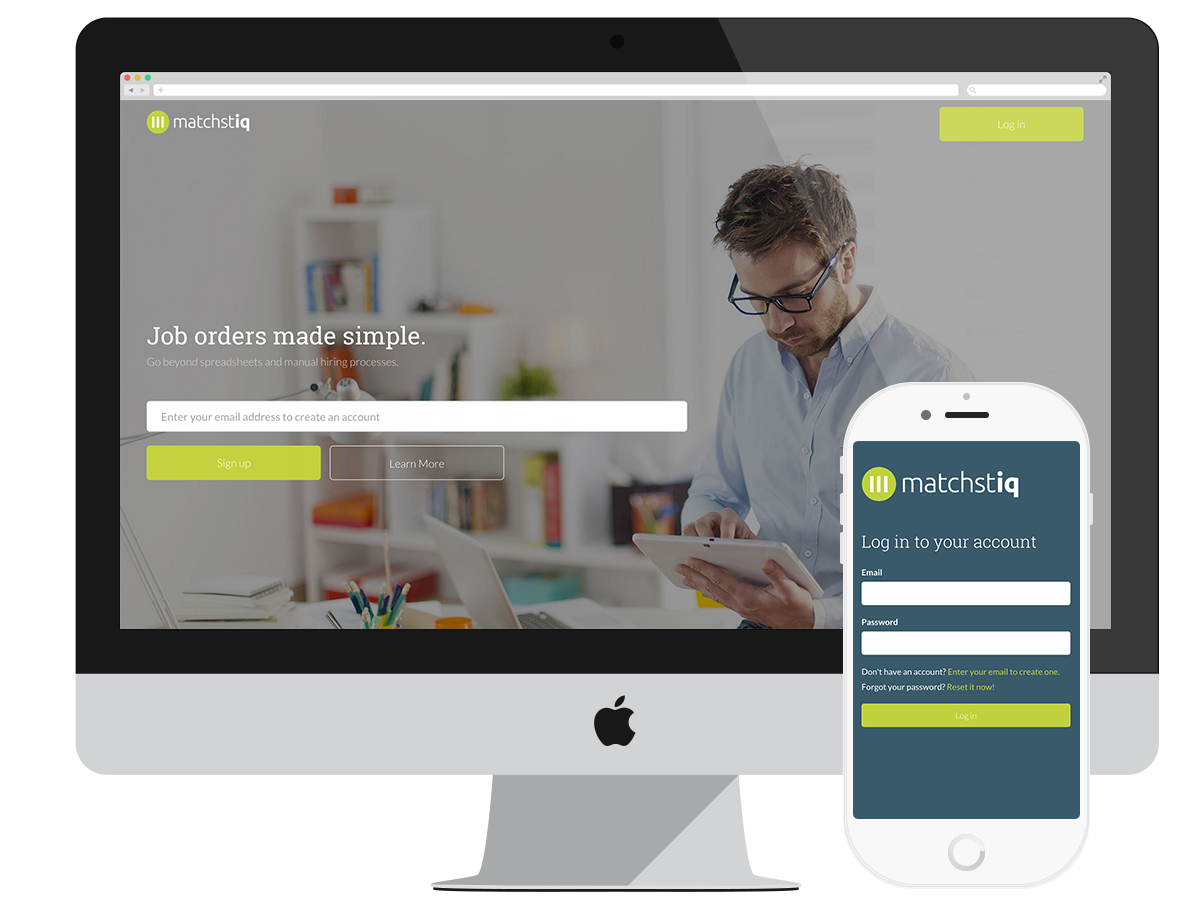 matchstiq
Log in
Job orders made simple.
Go beyond spreadsheets and manual hiring processes.
Enter your email address to create an account
Sign up
Learn More
matchstiq
Log in to your account
Email
Password
Don't have an account? Enter your email to create one.
Forgot your password? Reset it now!
Log in